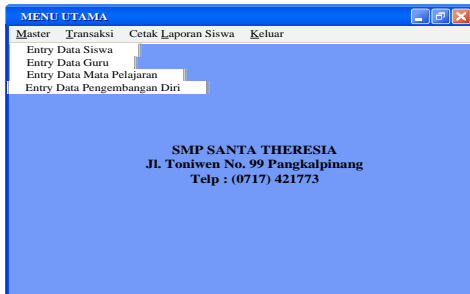 MENU UTAMA
Master Transaksi Cetak Laporan Siswa Keluar
Entry Data Siswa
Entry Data Guru
Entry Data Mata Pelajaran
Entry Data Pengembangan Diri
SMP SANTA THERESIA
Jl. Toniwen No. 99 Pangkalpinang
Telp : (0717) 421773